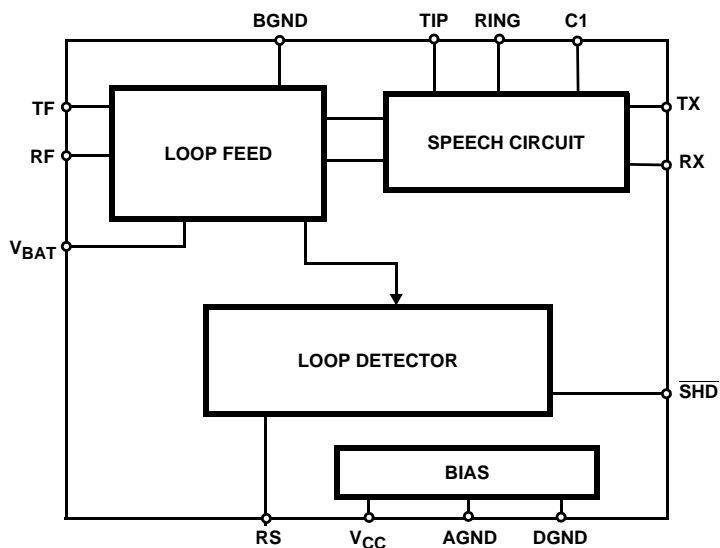 BGND TIP RING C1
TF
TX
LOOP FEED
SPEECH CIRCUIT
RF
RX
VBAT
LOOP DETECTOR
SHD
BIAS
RS VCC AGND DGND